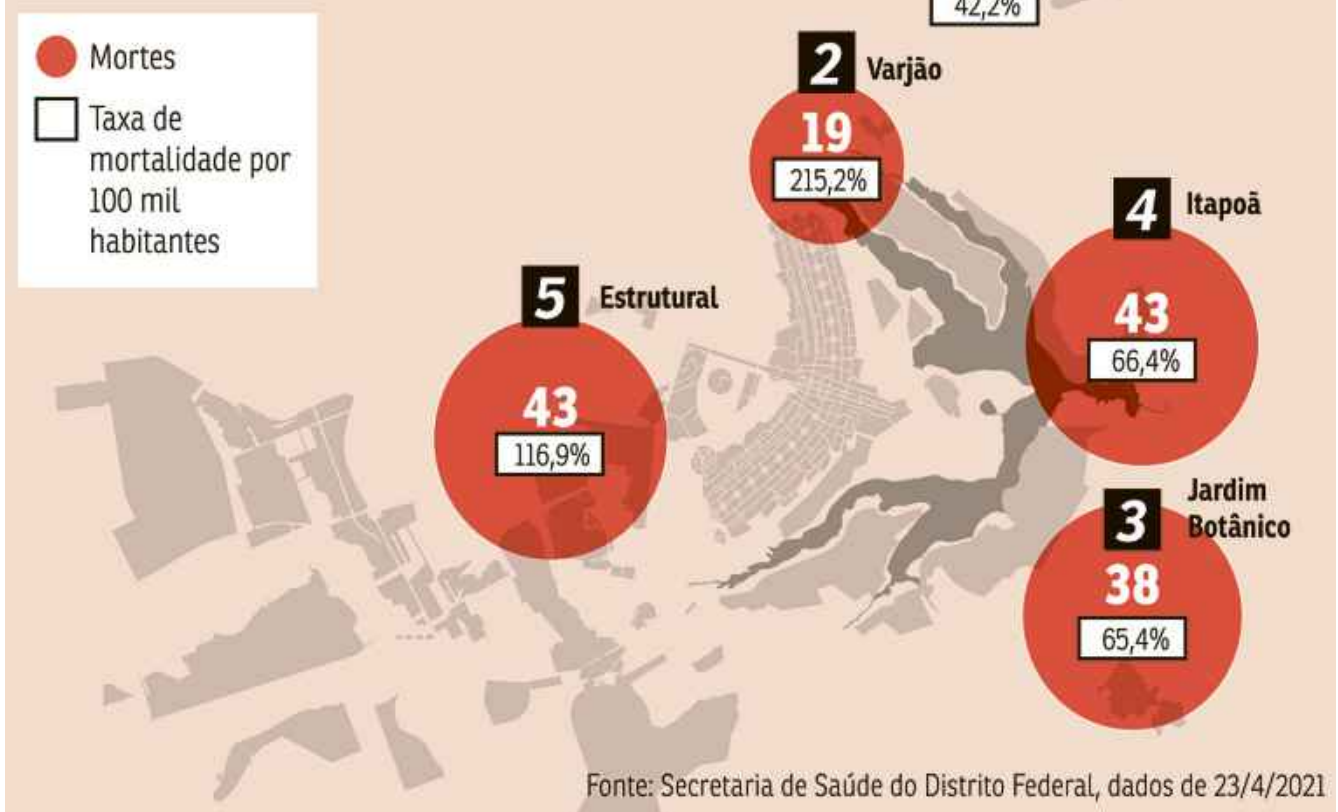 42,2%
Mortes
Taxa de
mortalidade por
100 mil
habitantes
2 Varjão
19
215,2%
4 Itapoã
43
66,4%
5 Estrutural
43
116,9%
3 Jardim
Botânico
38
65,4%
Fonte: Secretaria de Saúde do Distrito Federal, dados de 23/4/2021